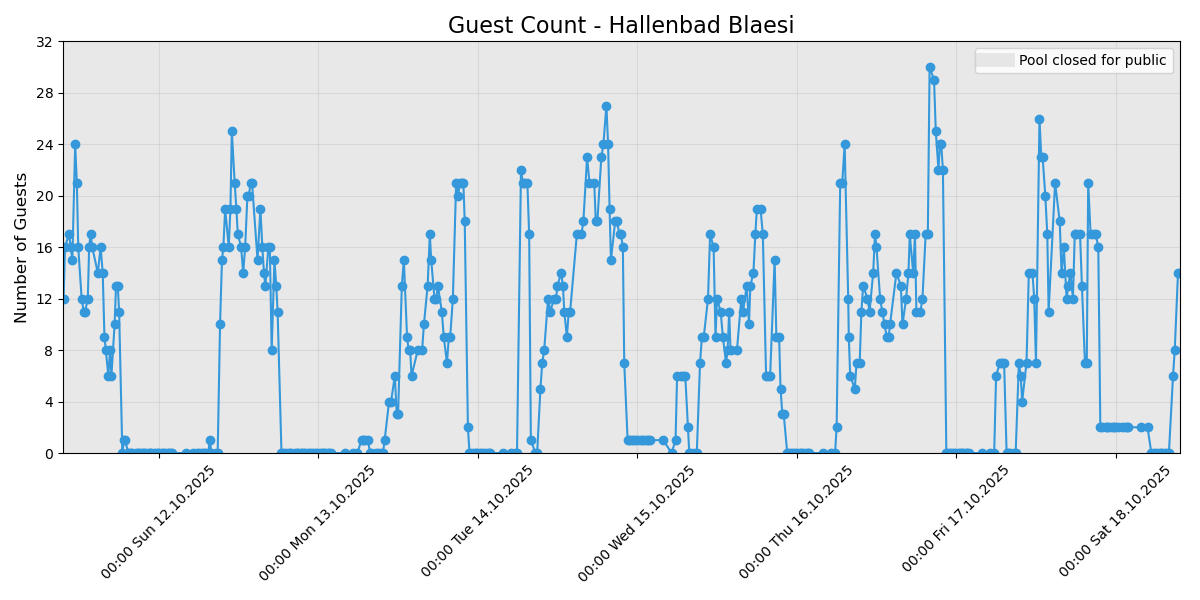 Guest Count - Hallenbad Blaesi
Pool closed for public
Number of Guests
32
28
24
20
16
12
8
4
0
00:00 Sun 12.10.2025
00:00 Mon 13.10.2025
00:00 Tue 14.10.2025
00:00 Wed 15.10.2025
00:00 Thu 16.10.2025
00:00 Fri 17.10.2025
00:00 Sat 18.10.2025